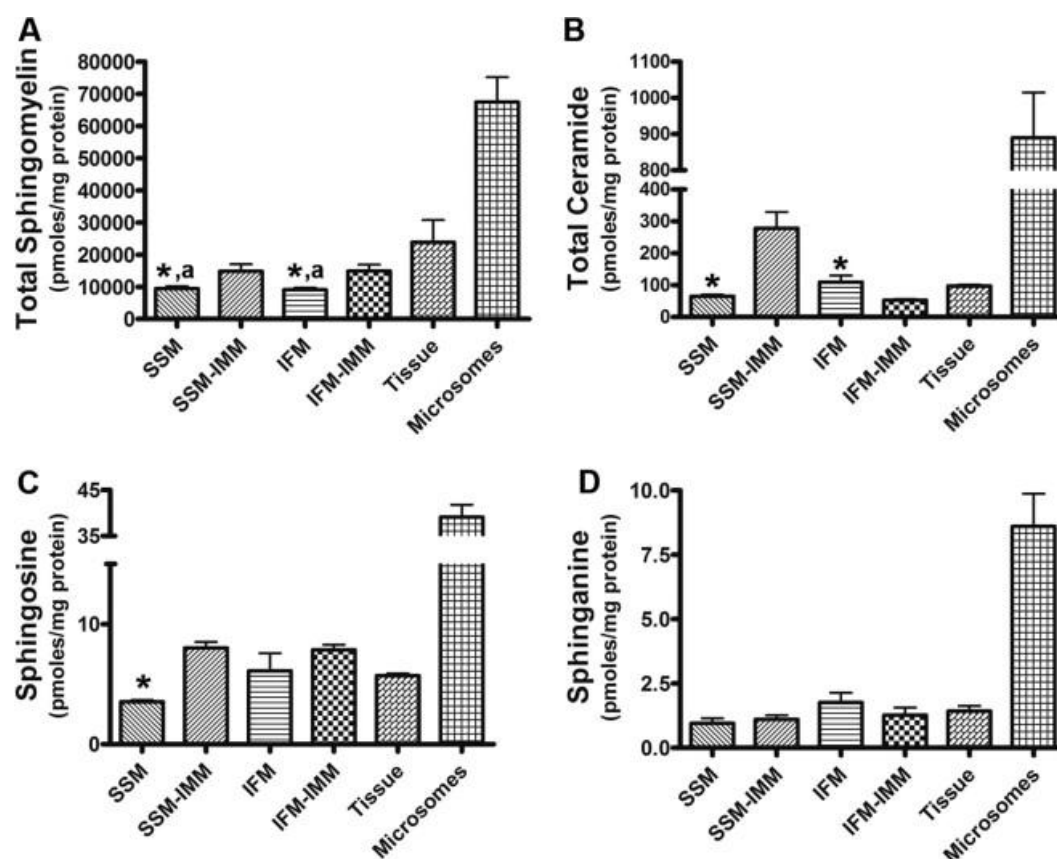 A
Total Sphingomyelin
(pmoles/mg protein)
80000
70000
60000
50000
40000
30000
20000
10000
0
*,a
*,a
SSM
SSM-IMM
IFM
IFM-IMM
Tissue
Microsomes
B
Total Ceramide
(pmoles/mg protein)
1100
1000
900
800
400
300
200
100
0
*
*
SSM
SSM-IMM
IFM
IFM-IMM
Tissue
Microsomes
C
Sphingosine
(pmoles/mg protein)
45
35
10
0
*
SSM
SSM-IMM
IFM
IFM-IMM
Tissue
Microsomes
D
Sphinganine
(pmoles/mg protein)
10.0
7.5
5.0
2.5
0.0
SSM
SSM-IMM
IFM
IFM-IMM
Tissue
Microsomes